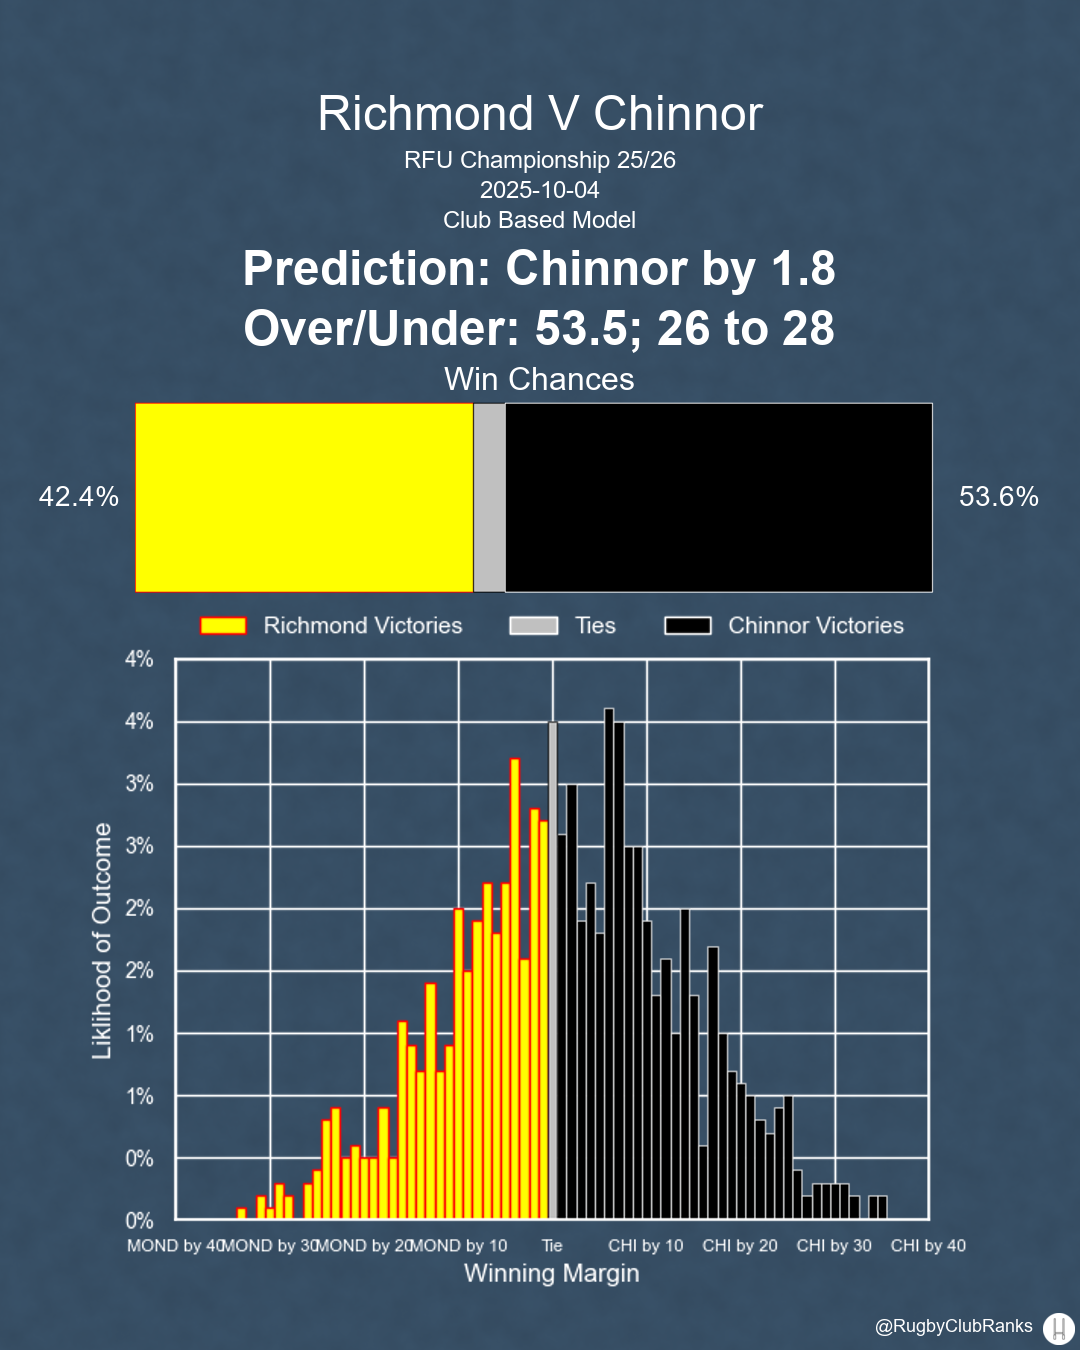 Richmond V Chinnor
RFU Championship 25/26
2025-10-04
Club Based Model
Prediction: Chinnor by 1.8
Over/Under: 53.5; 26 to 28
Win Chances
42.4%
53.6%
Richmond Victories
Ties
Chinnor Victories
4%
4%
3%
3%
2%
2%
1%
1%
0%
0%
Liklihood of Outcome
MOND by 40
MOND by 30
MOND by 20
MOND by 10
Tie
CHI by 10
CHI by 20
CHI by 30
CHI by 40
Winning Margin
@RugbyClubRanks